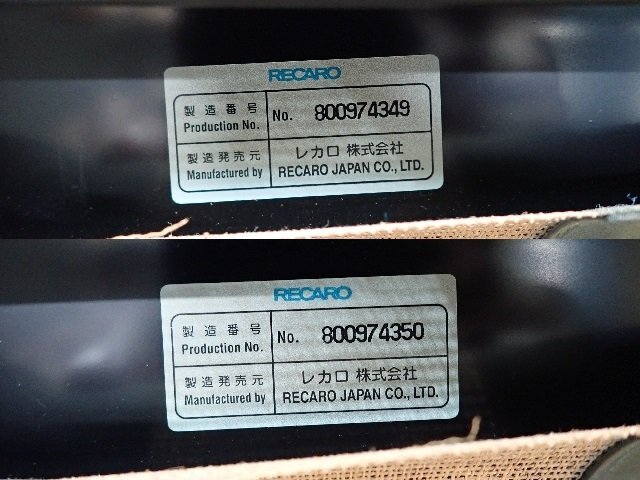 RECARO
製造番号
Production No.
No. 800974349
製造発売元
Manufactured by
レカロ 株式会社
RECARO JAPAN CO., LTD.
RECARO
製造番号
Production No.
No. 800974350
製造発売元
Manufactured by
レカロ 株式会社
RECARO JAPAN CO., LTD.